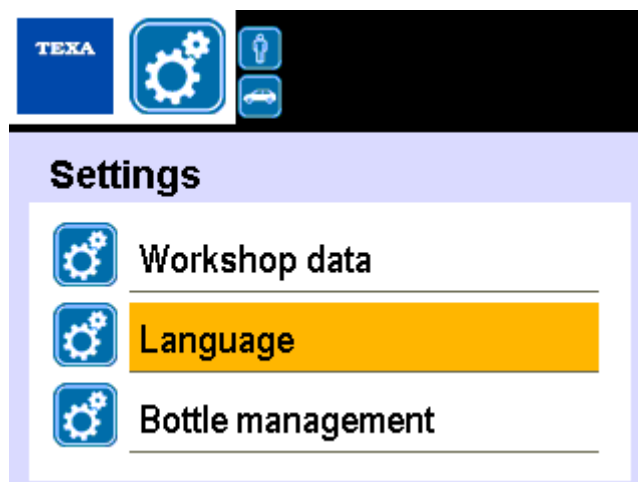 TEXA
Settings
Workshop data
Language
Bottle management